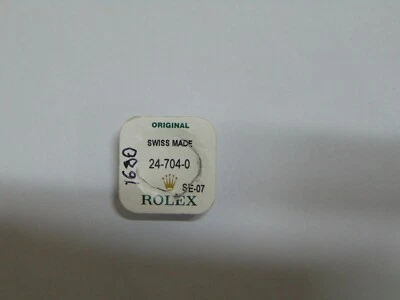 ORIGINAL
SWISS MADE
24-704-0
SE-07
ROLEX
1680